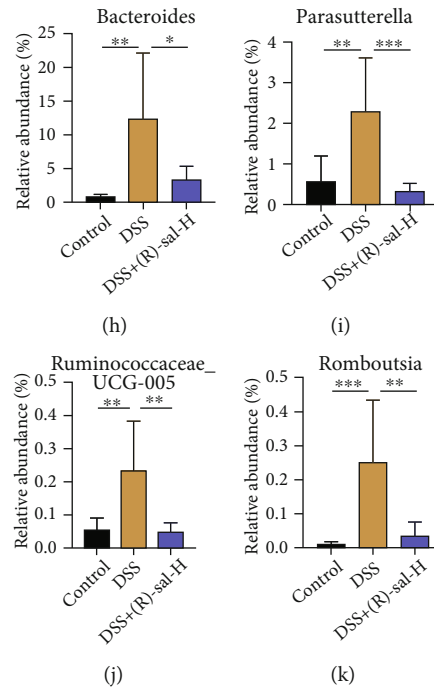 Bacteroides
Relative abundance (%)
25
20
15
10
5
0
**
*
Control
DSS
DSS+(R)-sal-H
(h)
Parasutterella
Relative abundance (%)
4
3
2
1
0
**
***
Control
DSS
DSS+(R)-sal-H
(i)
Ruminococcaceae_
UCG-005
Relative abundance (%)
0.5
0.4
0.3
0.2
0.1
0.0
**
**
Control
DSS
DSS+(R)-sal-H
(j)
Romboutsia
Relative abundance (%)
0.5
0.4
0.3
0.2
0.1
0.0
***
**
Control
DSS
DSS+(R)-sal-H
(k)